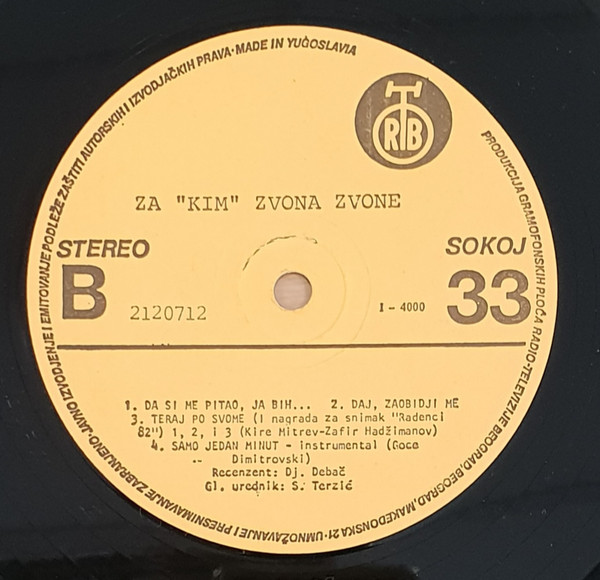 PRODUKCIJA GRAMOFONSKIH PLOČA RADIO-TELEVIZIJE BEOGRAD, BEOGRAD, MAKEDONSKA 21 · UMNOŽAVANJE I PRESNIMAVANJE ZABRANJENO · JAVNO IZVODJENJE I EMITOVANJE PODLEŽE ZAŠTITI AUTORSKIH I IZVODJAČKIH PRAVA · MADE IN YUGOSLAVIA
RTB
ZA "KIM" ZVONA ZVONE
STEREO SOKOJ
B 2120712 I - 4000 33
1. DA SI ME PITAO, JA BIH... 2. DAJ, ZAOBIDJI ME
3. TERAJ PO SVOME (I nagrada za snimak "Radenci
82") 1, 2, i 3 (Kire Mitrev-Zafir Hadžimanov)
4. SAMO JEDAN MINUT - instrumental (Goce
Dimitrovski)
Recenzent: Dj. Debač
Gl. urednik: S. Terzić